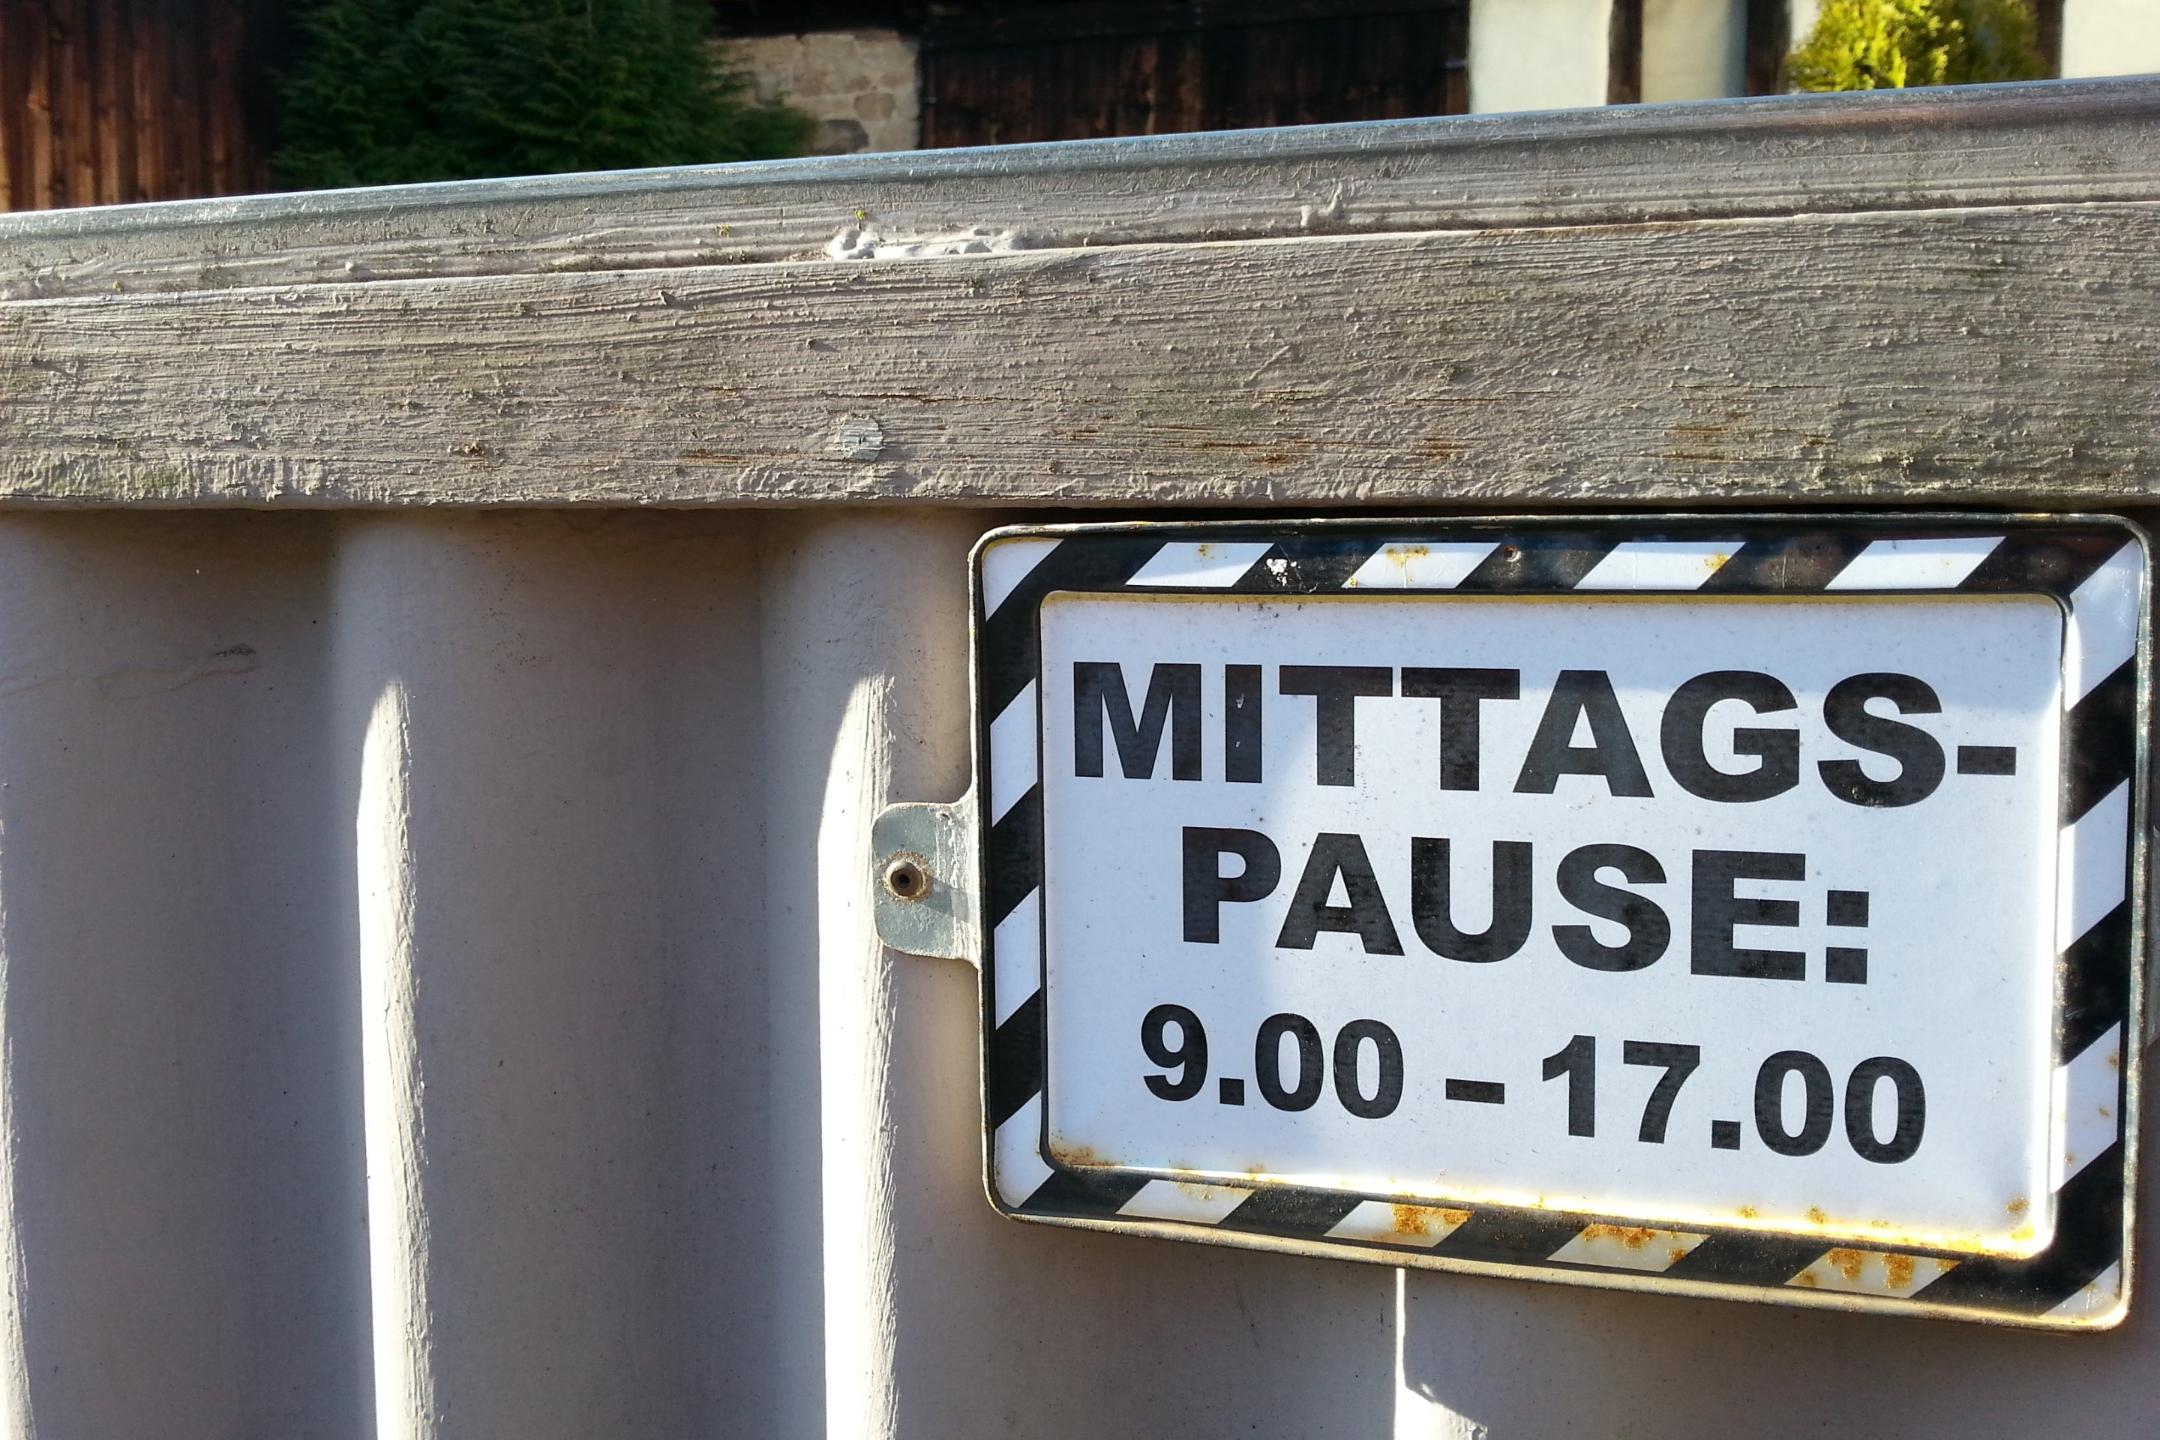 MITTAGS-
PAUSE:
9.00 - 17.00